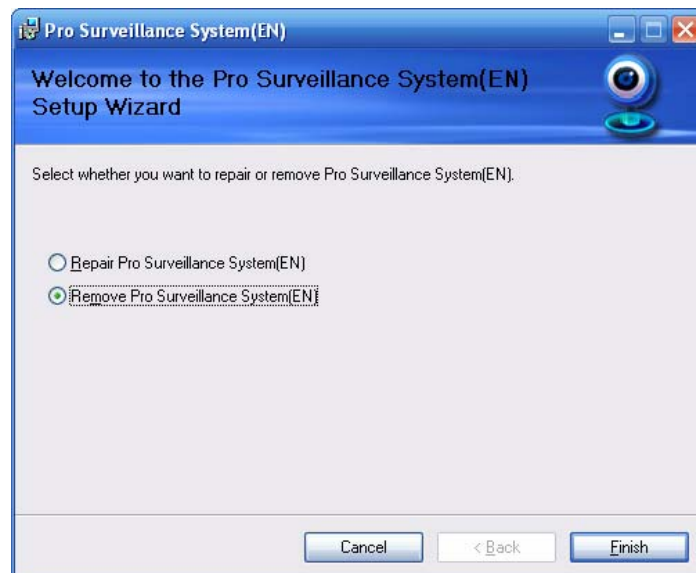 Pro Surveillance System(EN)
Welcome to the Pro Surveillance System(EN)
Setup Wizard
Select whether you want to repair or remove Pro Surveillance System(EN).
Repair Pro Surveillance System(EN)
Remove Pro Surveillance System(EN)
Cancel
< Back
Finish